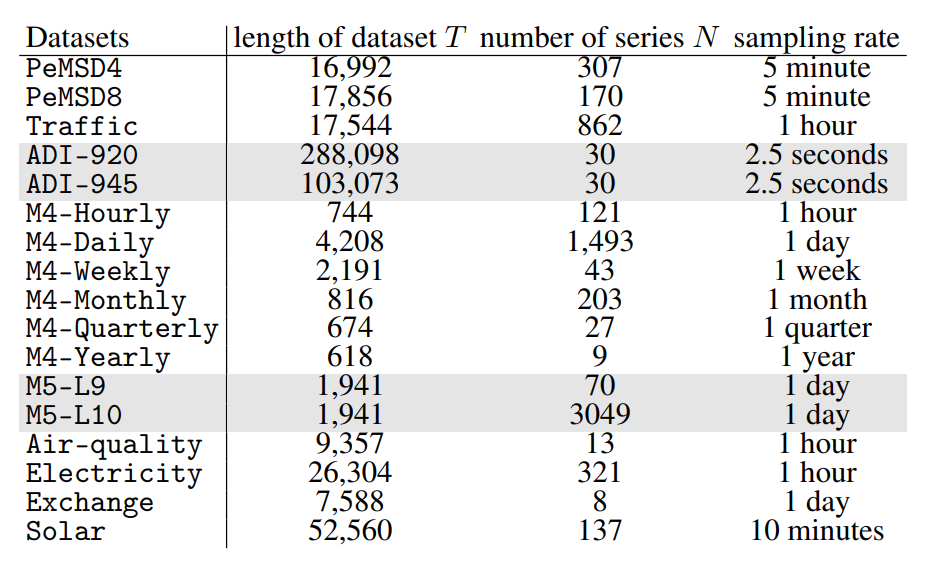 Datasets length of dataset T number of series N sampling rate
PeMSD4 16,992 307 5 minute
PeMSD8 17,856 170 5 minute
Traffic 17,544 862 1 hour
ADI-920 288,098 30 2.5 seconds
ADI-945 103,073 30 2.5 seconds
M4-Hourly 744 121 1 hour
M4-Daily 4,208 1,493 1 day
M4-Weekly 2,191 43 1 week
M4-Monthly 816 203 1 month
M4-Quarterly 674 27 1 quarter
M4-Yearly 618 9 1 year
M5-L9 1,941 70 1 day
M5-L10 1,941 3049 1 day
Air-quality 9,357 13 1 hour
Electricity 26,304 321 1 hour
Exchange 7,588 8 1 day
Solar 52,560 137 10 minutes